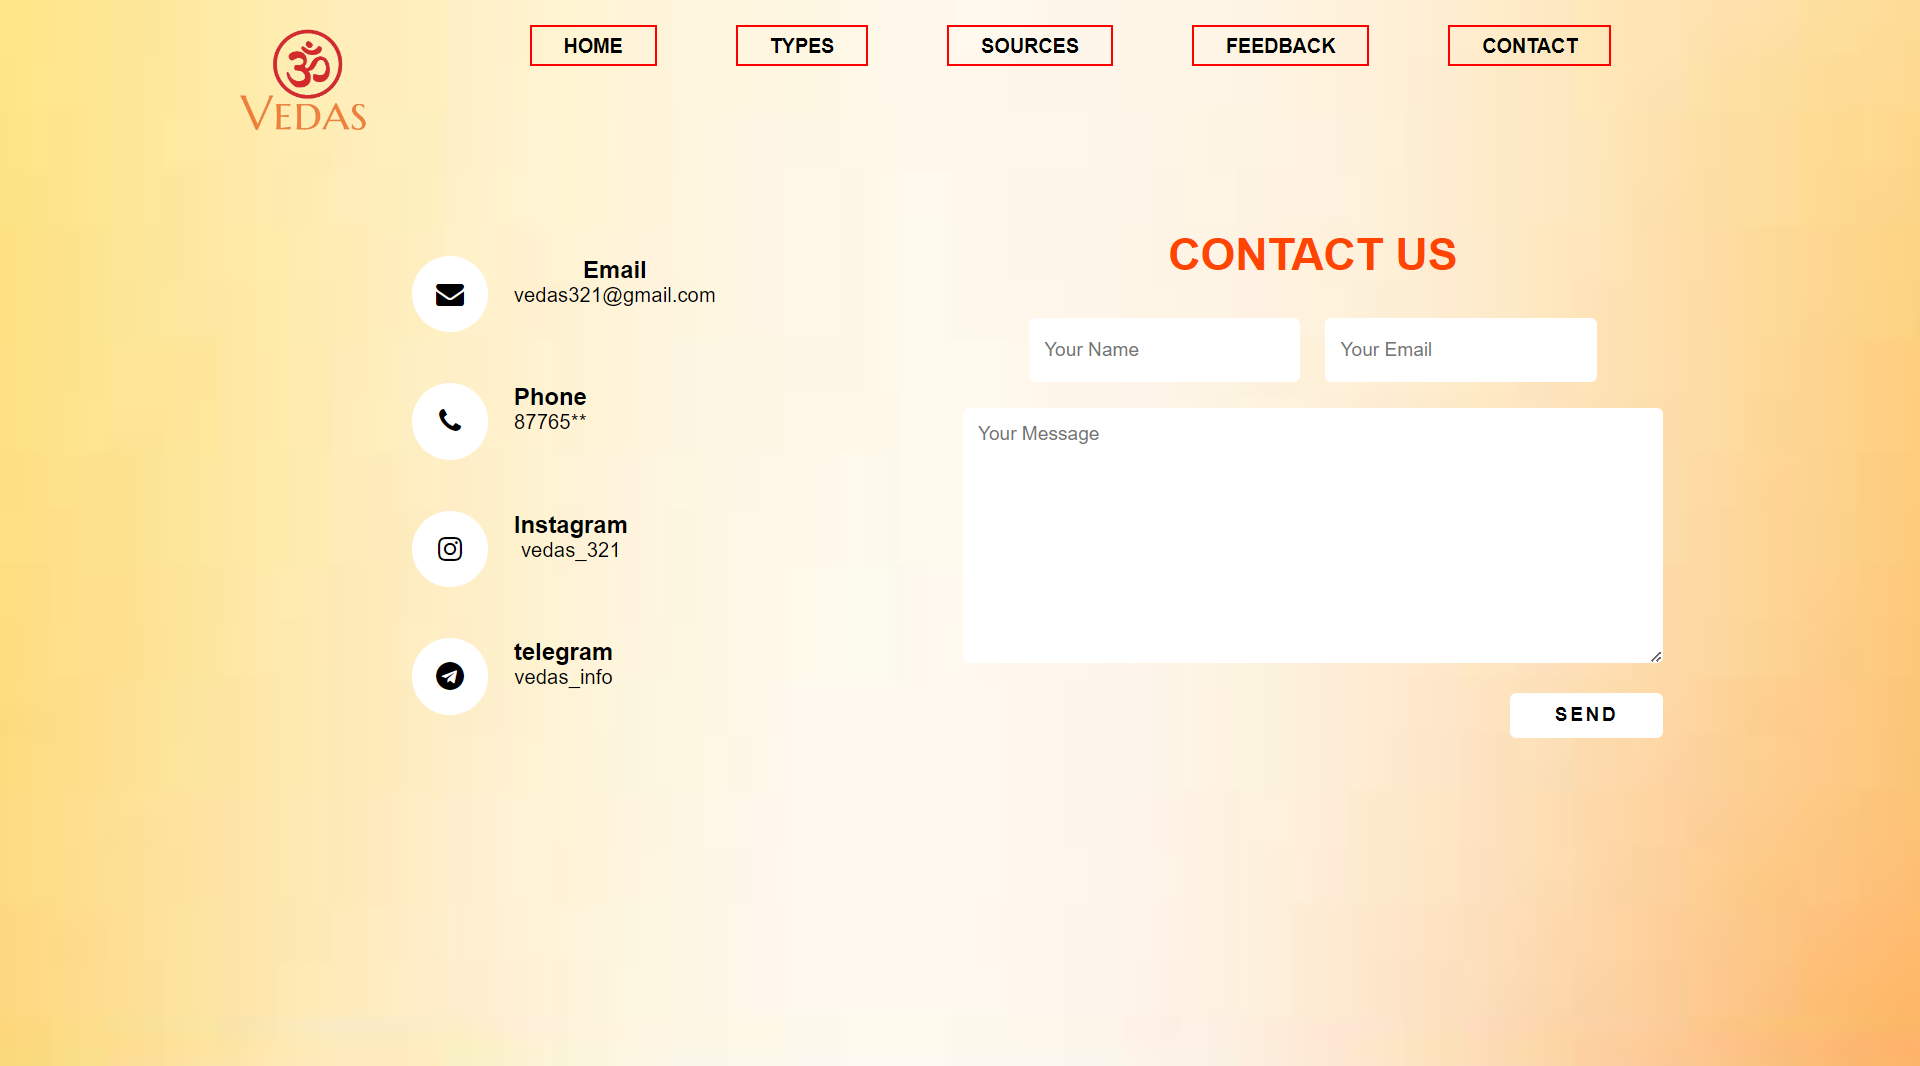 ॐ
VEDAS
HOME
TYPES
SOURCES
FEEDBACK
CONTACT
Email
vedas321@gmail.com
Phone
87765**
Instagram
vedas_321
telegram
vedas_info
CONTACT US
Your Name
Your Email
Your Message
SEND